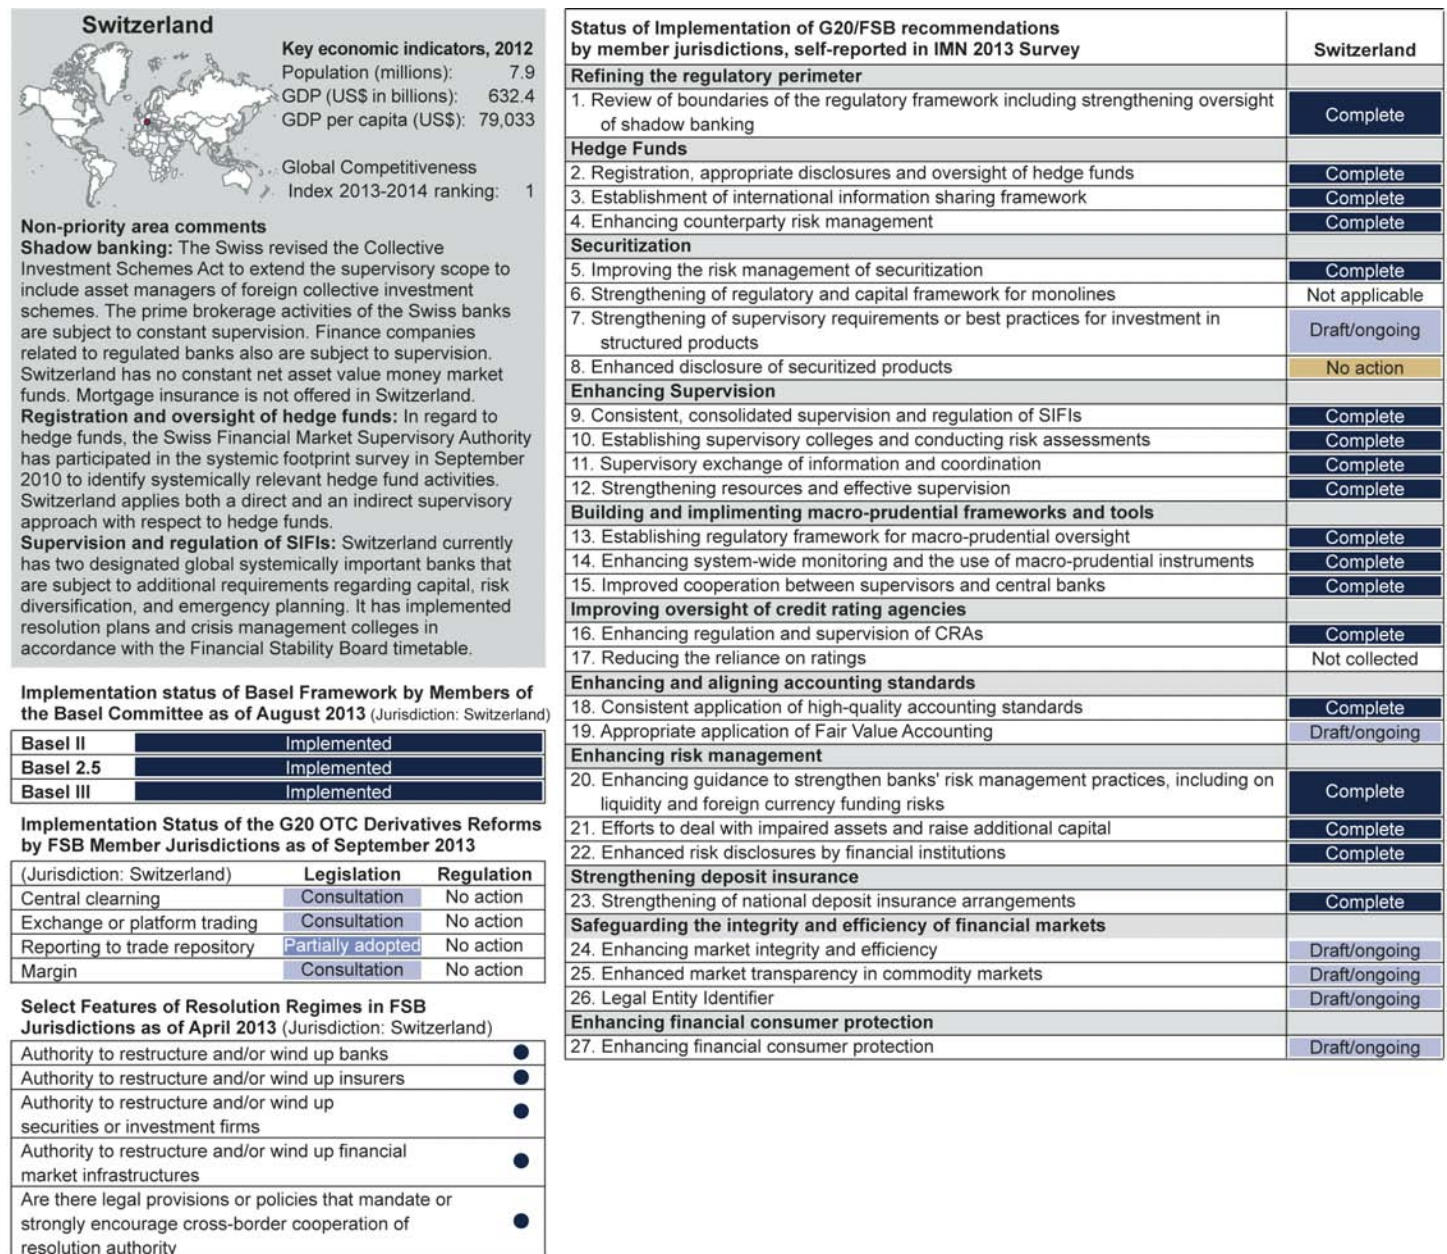 Switzerland
Key economic indicators, 2012
Population (millions): 7.9
GDP (US$ in billions): 632.4
GDP per capita (US$): 79,033
Global Competitiveness
Index 2013-2014 ranking: 1
Non-priority area comments
Shadow banking: The Swiss revised the Collective
Investment Schemes Act to extend the supervisory scope to
include asset managers of foreign collective investment
schemes. The prime brokerage activities of the Swiss banks
are subject to constant supervision. Finance companies
related to regulated banks also are subject to supervision.
Switzerland has no constant net asset value money market
funds. Mortgage insurance is not offered in Switzerland.
Registration and oversight of hedge funds: In regard to
hedge funds, the Swiss Financial Market Supervisory Authority
has participated in the systemic footprint survey in September
2010 to identify systemically relevant hedge fund activities.
Switzerland applies both a direct and an indirect supervisory
approach with respect to hedge funds.
Supervision and regulation of SIFIs: Switzerland currently
has two designated global systemically important banks that
are subject to additional requirements regarding capital, risk
diversification, and emergency planning. It has implemented
resolution plans and crisis management colleges in
accordance with the Financial Stability Board timetable.
Implementation status of Basel Framework by Members of
the Basel Committee as of August 2013 (Jurisdiction: Switzerland)
Basel II Implemented
Basel 2.5 Implemented
Basel III Implemented
Implementation Status of the G20 OTC Derivatives Reforms
by FSB Member Jurisdictions as of September 2013
(Jurisdiction: Switzerland) Legislation Regulation
Central clearning Consultation No action
Exchange or platform trading Consultation No action
Reporting to trade repository Partially adopted No action
Margin Consultation No action
Select Features of Resolution Regimes in FSB
Jurisdictions as of April 2013 (Jurisdiction: Switzerland)
Authority to restructure and/or wind up banks
Authority to restructure and/or wind up insurers
Authority to restructure and/or wind up
securities or investment firms
Authority to restructure and/or wind up financial
market infrastructures
Are there legal provisions or policies that mandate or
strongly encourage cross-border cooperation of
resolution authority
Status of Implementation of G20/FSB recommendations
by member jurisdictions, self-reported in IMN 2013 Survey Switzerland
Refining the regulatory perimeter
1. Review of boundaries of the regulatory framework including strengthening oversight
of shadow banking Complete
Hedge Funds
2. Registration, appropriate disclosures and oversight of hedge funds Complete
3. Establishment of international information sharing framework Complete
4. Enhancing counterparty risk management Complete
Securitization
5. Improving the risk management of securitization Complete
6. Strengthening of regulatory and capital framework for monolines Not applicable
7. Strengthening of supervisory requirements or best practices for investment in
structured products Draft/ongoing
8. Enhanced disclosure of securitized products No action
Enhancing Supervision
9. Consistent, consolidated supervision and regulation of SIFIs Complete
10. Establishing supervisory colleges and conducting risk assessments Complete
11. Supervisory exchange of information and coordination Complete
12. Strengthening resources and effective supervision Complete
Building and implimenting macro-prudential frameworks and tools
13. Establishing regulatory framework for macro-prudential oversight Complete
14. Enhancing system-wide monitoring and the use of macro-prudential instruments Complete
15. Improved cooperation between supervisors and central banks Complete
Improving oversight of credit rating agencies
16. Enhancing regulation and supervision of CRAs Complete
17. Reducing the reliance on ratings Not collected
Enhancing and aligning accounting standards
18. Consistent application of high-quality accounting standards Complete
19. Appropriate application of Fair Value Accounting Draft/ongoing
Enhancing risk management
20. Enhancing guidance to strengthen banks' risk management practices, including on
liquidity and foreign currency funding risks Complete
21. Efforts to deal with impaired assets and raise additional capital Complete
22. Enhanced risk disclosures by financial institutions Complete
Strengthening deposit insurance
23. Strengthening of national deposit insurance arrangements Complete
Safeguarding the integrity and efficiency of financial markets
24. Enhancing market integrity and efficiency Draft/ongoing
25. Enhanced market transparency in commodity markets Draft/ongoing
26. Legal Entity Identifier Draft/ongoing
Enhancing financial consumer protection
27. Enhancing financial consumer protection Draft/ongoing